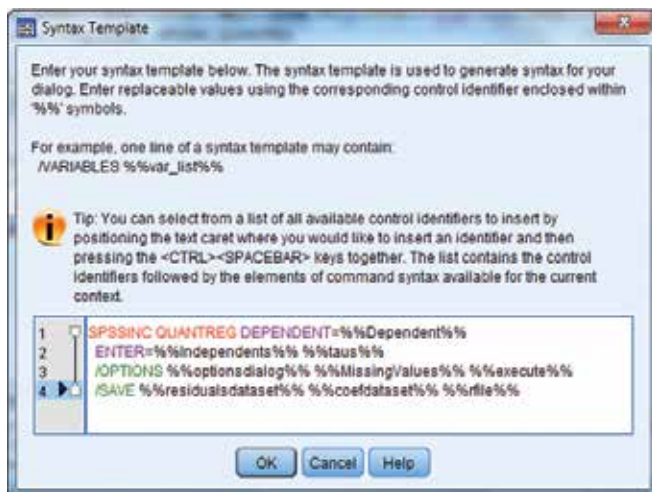 Syntax Template
Enter your syntax template below. The syntax template is used to generate syntax for your
dialog. Enter replaceable values using the corresponding control identifier enclosed within
'%%' symbols.
For example, one line of a syntax template may contain:
/VARIABLES %%var_list%%
Tip: You can select from a list of all available control identifiers to insert by
positioning the text caret where you would like to insert an identifier and then
pressing the <CTRL><SPACEBAR> keys together. The list contains the control
identifiers followed by the elements of command syntax available for the current
context.
1 SPSSINC QUANTREG DEPENDENT=%%Dependent%%
2 ENTER=%%Independents%% %%taus%%
3 /OPTIONS %%optionsdialog%% %%MissingValues%% %%execute%%
4 /SAVE %%residualsdataset%% %%coefdataset%% %%rfile%%
OK Cancel Help